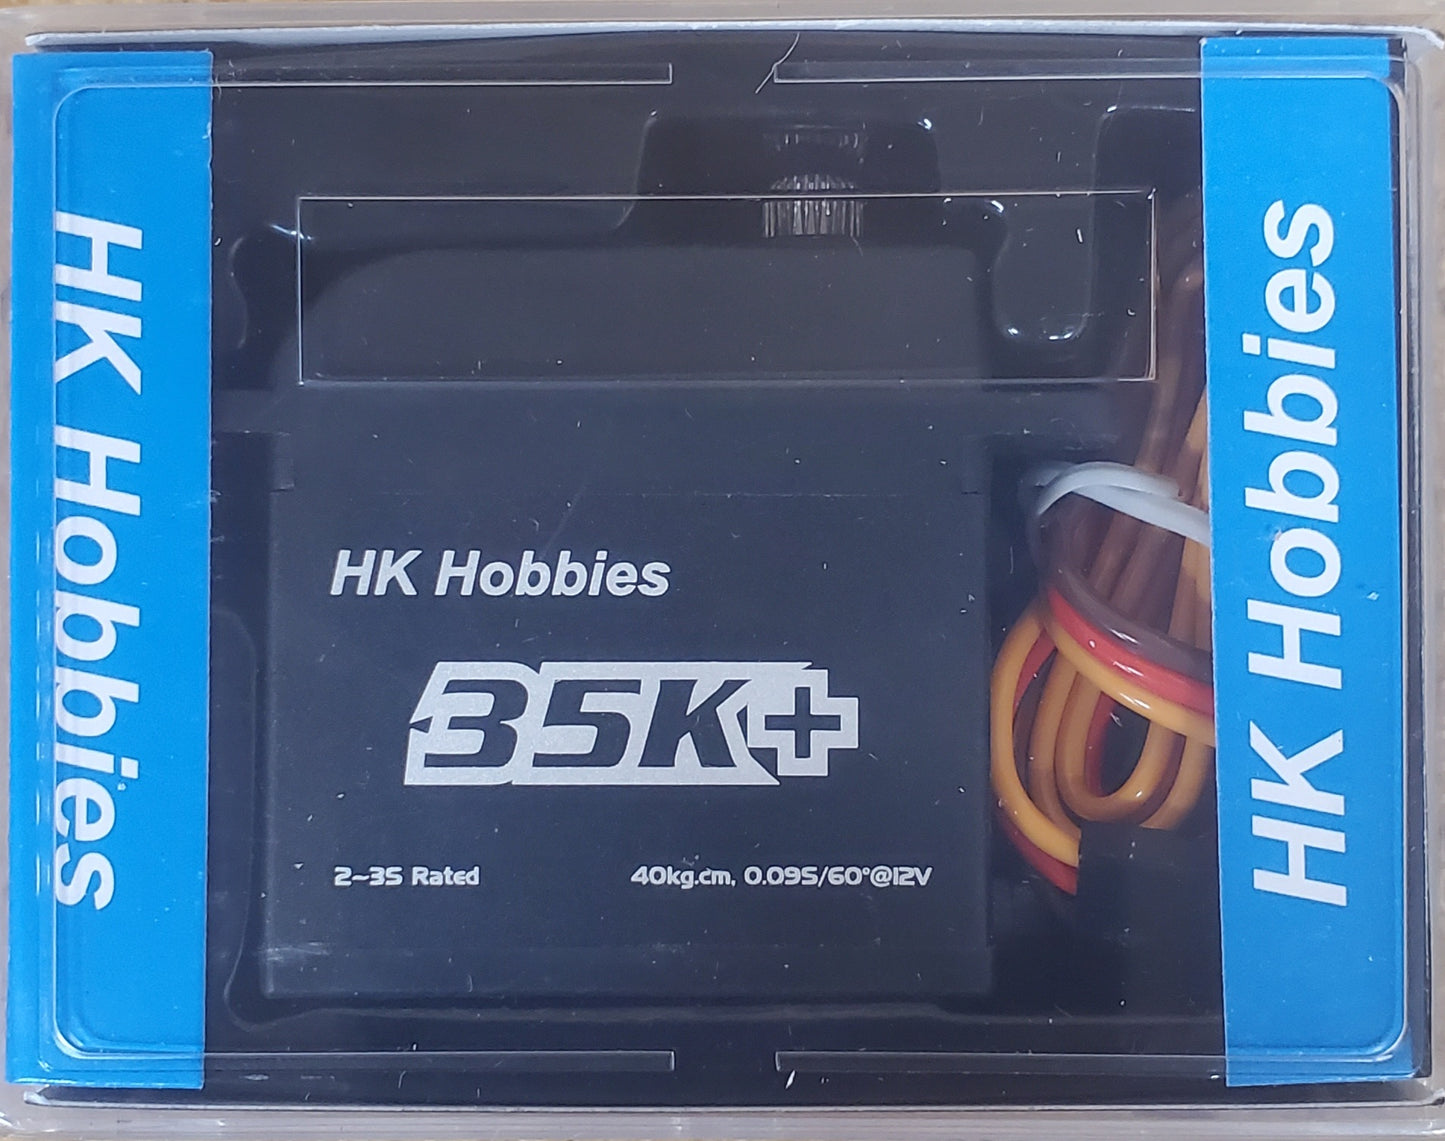 HK Hobbies
HK Hobbies
35K+
2~3S Rated
40kg.cm, 0.09S/60°@12V
HK Hobbies